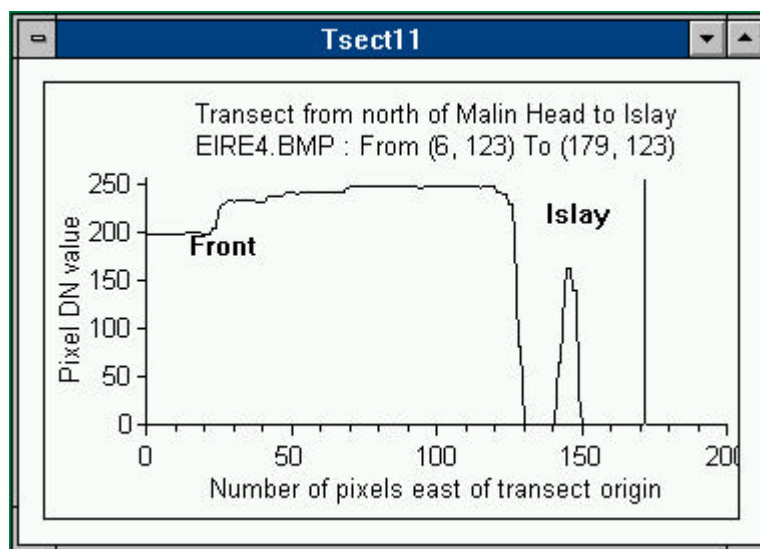 Tsect11
Transect from north of Malin Head to Islay
EIRE4.BMP : From (6, 123) To (179, 123)
250
200
150
100
50
0
Pixel DN value
Front
Islay
0 50 100 150 200
Number of pixels east of transect origin